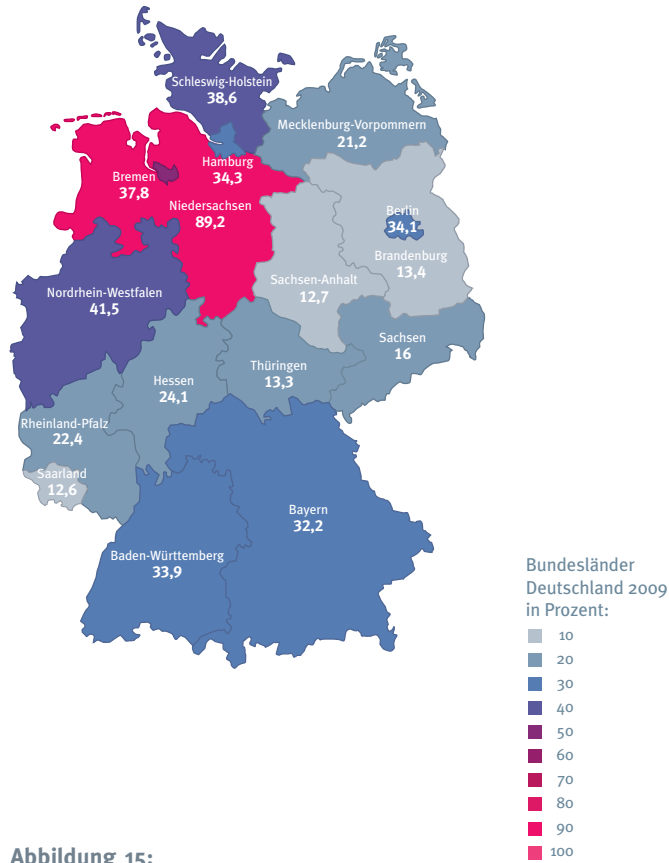 Schleswig-Holstein
38,6
Mecklenburg-Vorpommern
21,2
Hamburg
34,3
Bremen
37,8
Niedersachsen
89,2
Berlin
34,1
Brandenburg
13,4
Sachsen-Anhalt
12,7
Nordrhein-Westfalen
41,5
Sachsen
16
Thüringen
13,3
Hessen
24,1
Rheinland-Pfalz
22,4
Saarland
12,6
Bayern
32,2
Baden-Württemberg
33,9
Bundesländer
Deutschland 2009
in Prozent:
10
20
30
40
50
60
70
80
90
100
Abbildung 15: